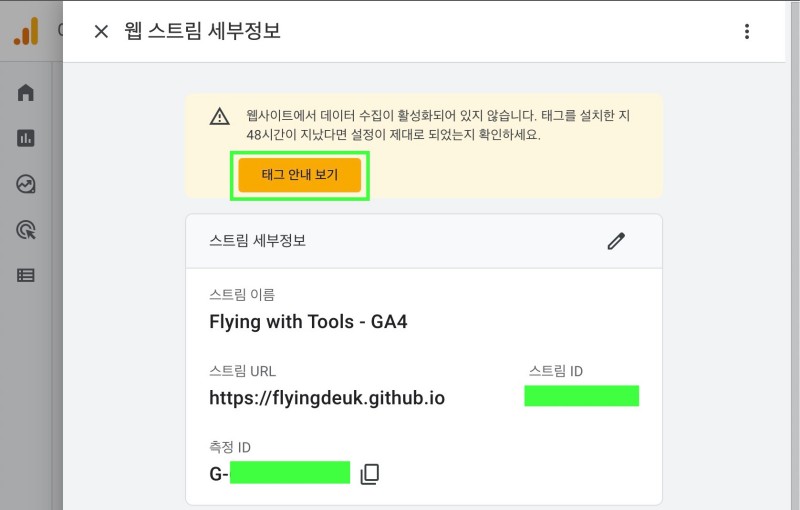 웹 스트림 세부정보
웹사이트에서 데이터 수집이 활성화되어 있지 않습니다. 태그를 설치한 지
48시간이 지났다면 설정이 제대로 되었는지 확인하세요.
태그 안내 보기
스트림 세부정보
스트림 이름
Flying with Tools - GA4
스트림 URL
스트림 ID
https://flyingdeuk.github.io
측정 ID
G-